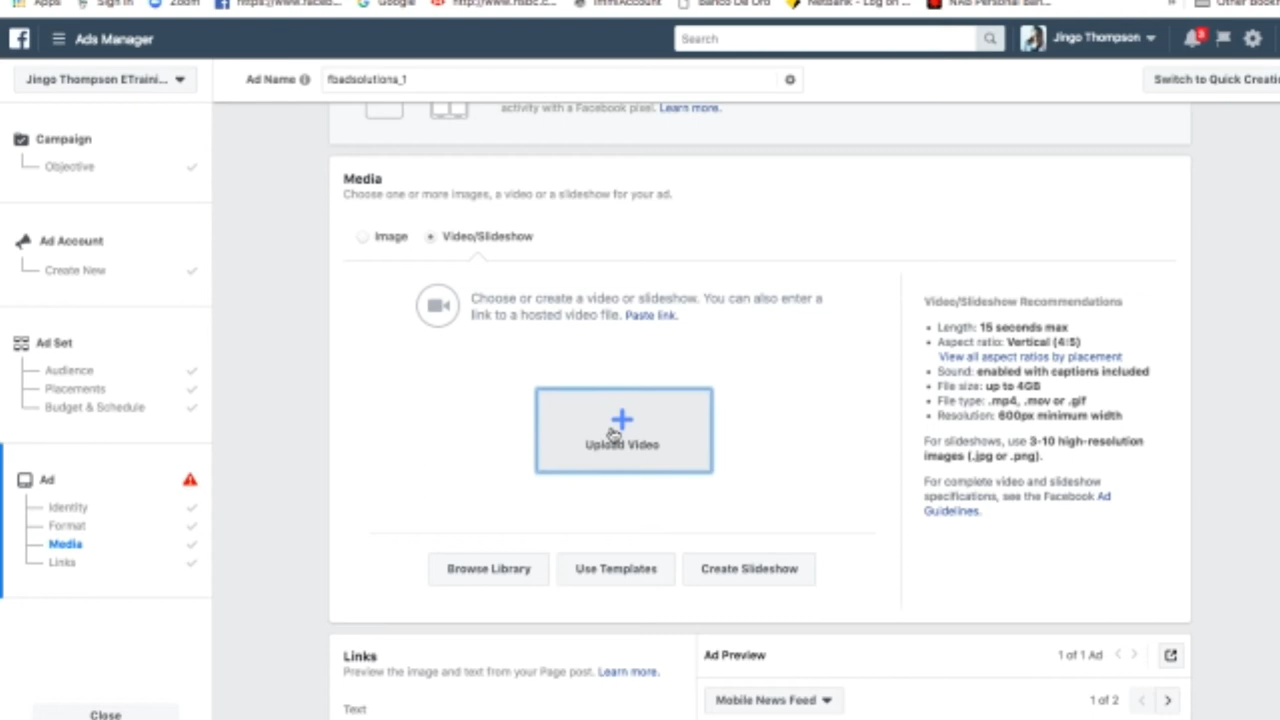 Apps Sign in Zoom https://www.faceb... Google ImmiAccount Banco De Oro NetBank - Log on ... NAB Personal Ban... » Other Book
Ads Manager
Search
Jingo Thompson
Jingo Thompson ETraini...
Ad Name
fbadsolutions_1
Switch to Quick Creati
activity with a Facebook pixel. Learn more.
Campaign
Objective
Ad Account
Create New
Ad Set
Audience
Placements
Budget & Schedule
Ad
Identity
Format
Media
Links
Close
Media
Choose one or more images, a video or a slideshow for your ad.
Image Video/Slideshow
Choose or create a video or slideshow. You can also enter a
link to a hosted video file. Paste link.
Upload Video
Browse Library Use Templates Create Slideshow
Video/Slideshow Recommendations
• Length: 15 seconds max
• Aspect ratio: Vertical (4:5)
View all aspect ratios by placement
• Sound: enabled with captions included
• File size: up to 4GB
• File type: .mp4, .mov or .gif
• Resolution: 600px minimum width
For slideshows, use 3-10 high-resolution
images (.jpg or .png).
For complete video and slideshow
specifications, see the Facebook Ad
Guidelines.
Links
Preview the image and text from your Page post. Learn more.
Text
Ad Preview
1 of 1 Ad
Mobile News Feed
1 of 2